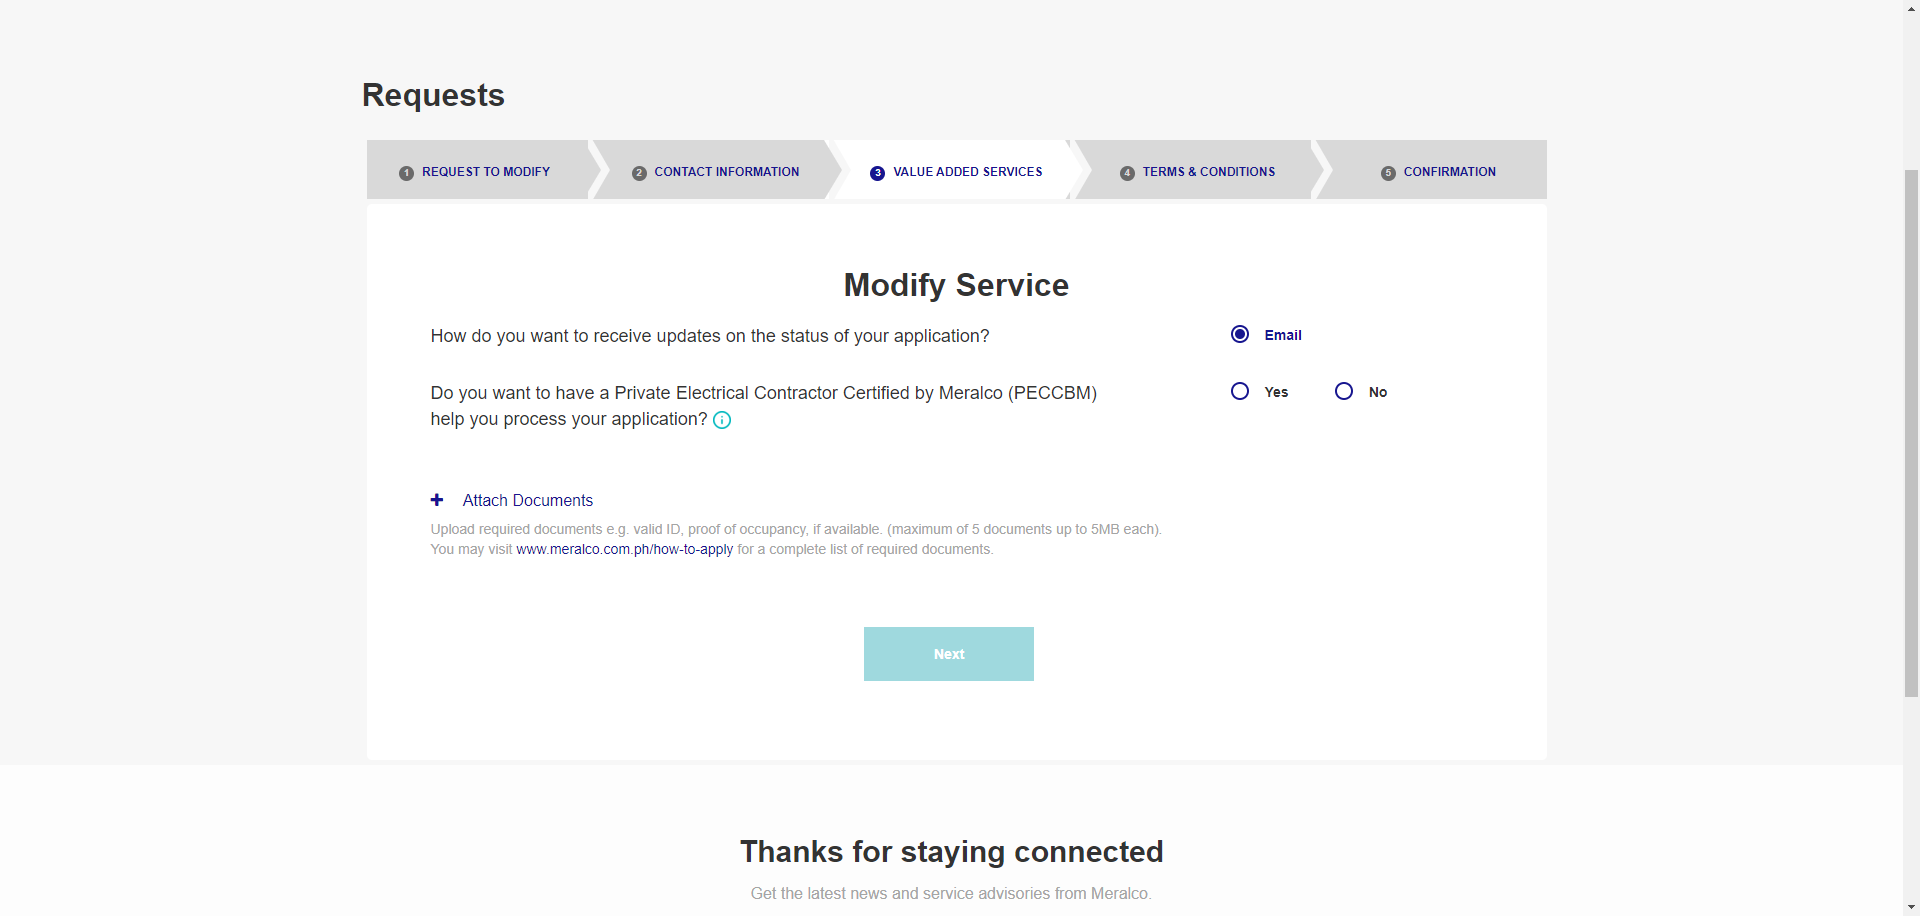 Requests
1 REQUEST TO MODIFY
2 CONTACT INFORMATION
3 VALUE ADDED SERVICES
4 TERMS & CONDITIONS
5 CONFIRMATION
Modify Service
How do you want to receive updates on the status of your application?
Email
Do you want to have a Private Electrical Contractor Certified by Meralco (PECCBM)
help you process your application?
Yes
No
Attach Documents
Upload required documents e.g. valid ID, proof of occupancy, if available. (maximum of 5 documents up to 5MB each).
You may visit www.meralco.com.ph/how-to-apply for a complete list of required documents.
Next
Thanks for staying connected
Get the latest news and service advisories from Meralco.